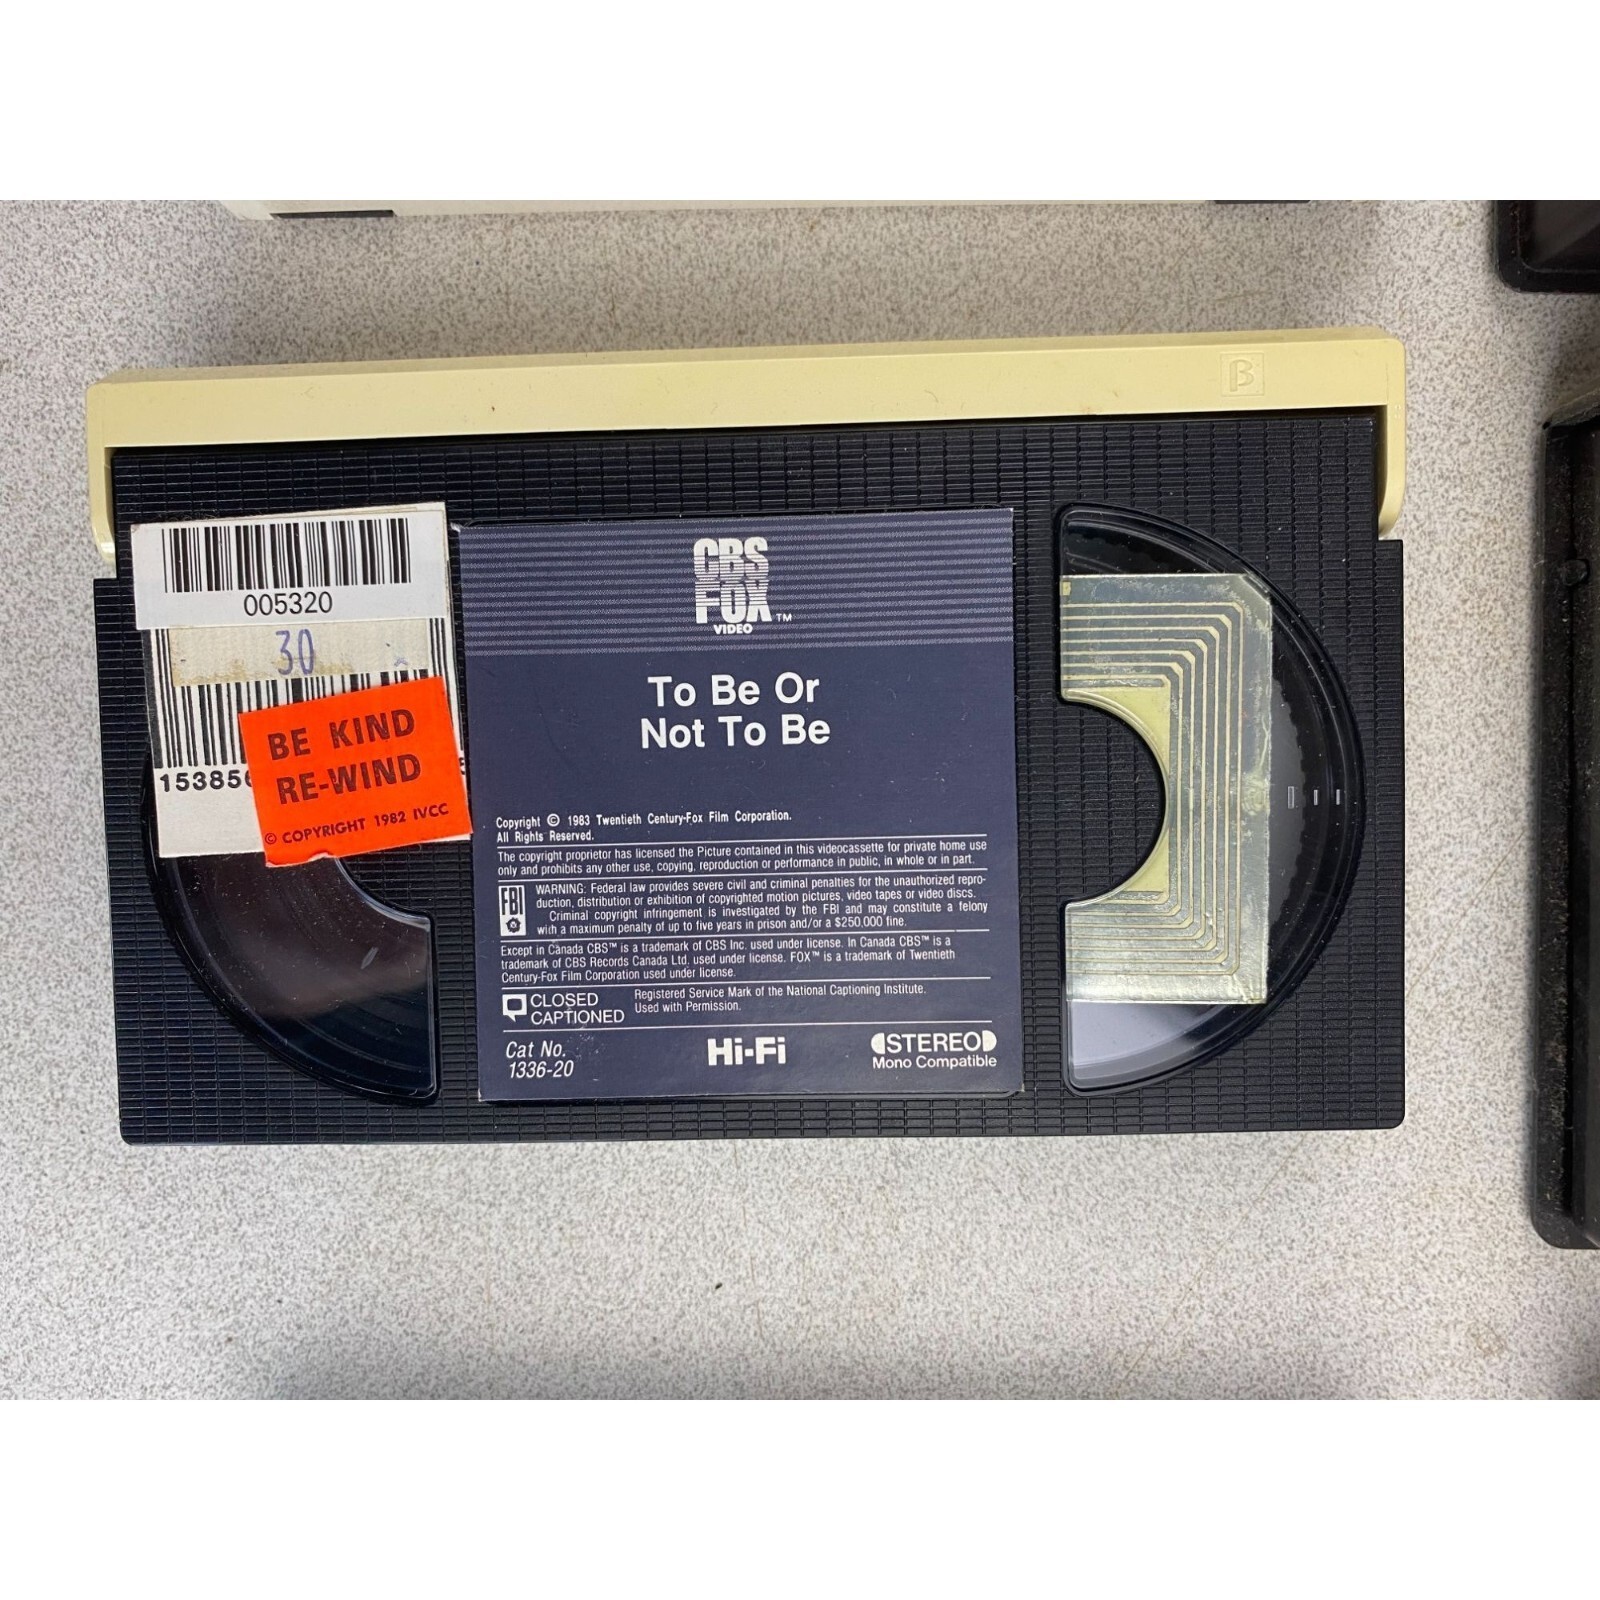 β
005320
30
BE KIND
RE-WIND
© COPYRIGHT 1982 IVCC
CBS
FOX TM
VIDEO
To Be Or
Not To Be
Copyright © 1983 Twentieth Century-Fox Film Corporation.
All Rights Reserved.
The copyright proprietor has licensed the Picture contained in this videocassette for private home use
only and prohibits any other use, copying, reproduction or performance in public, in whole or in part.
FBI
WARNING: Federal law provides severe civil and criminal penalties for the unauthorized repro-
duction, distribution or exhibition of copyrighted motion pictures, video tapes or video discs.
Criminal copyright infringement is investigated by the FBI and may constitute a felony
with a maximum penalty of up to five years in prison and/or a $250,000 fine.
Except in Canada CBS™ is a trademark of CBS Inc. used under license. In Canada CBS™ is a
trademark of CBS Records Canada Ltd. used under license. FOX™ is a trademark of Twentieth
Century-Fox Film Corporation used under license.
CLOSED
CAPTIONED
Registered Service Mark of the National Captioning Institute.
Used with Permission.
Cat No.
1336-20
Hi-Fi
STEREO
Mono Compatible